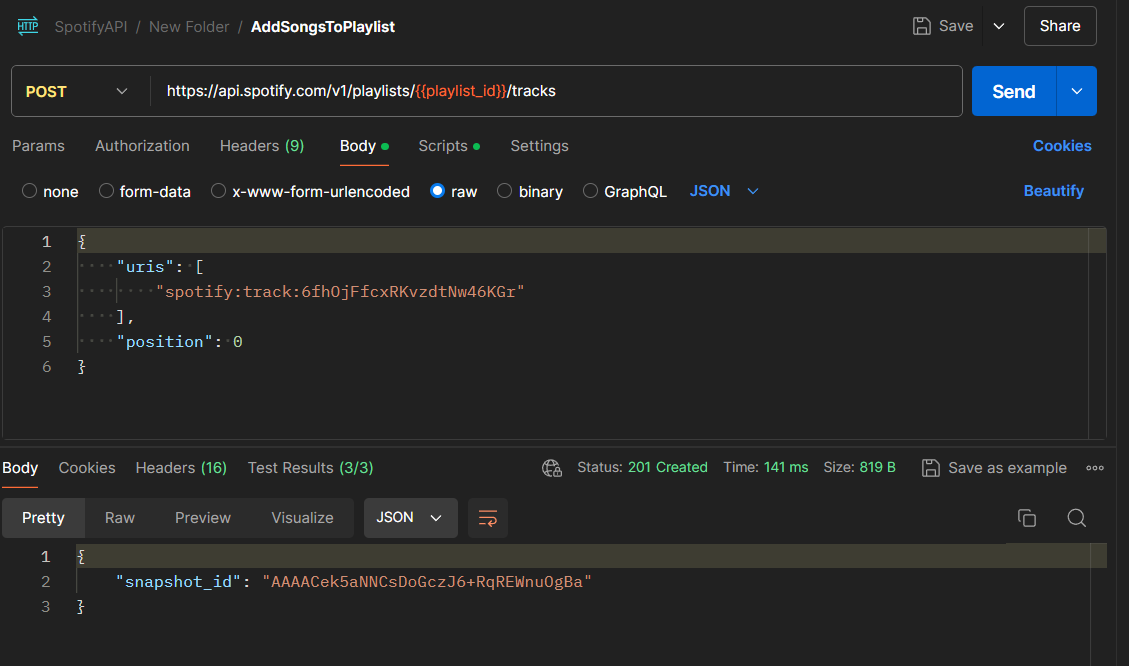 HTTP SpotifyAPI / New Folder / AddSongsToPlaylist Save Share
POST https://api.spotify.com/v1/playlists/{{playlist_id}}/tracks Send
Params Authorization Headers (9) Body Scripts Settings Cookies
none form-data x-www-form-urlencoded raw binary GraphQL JSON Beautify
1 {
2 "uris": [
3 "spotify:track:6fhOjFfcxRKvzdtNw46KGr"
4 ],
5 "position": 0
6 }
Body Cookies Headers (16) Test Results (3/3) Status: 201 Created Time: 141 ms Size: 819 B Save as example
Pretty Raw Preview Visualize JSON
1 {
2 "snapshot_id": "AAAACek5aNNCsDoGczJ6+RqREWnuOgBa"
3 }